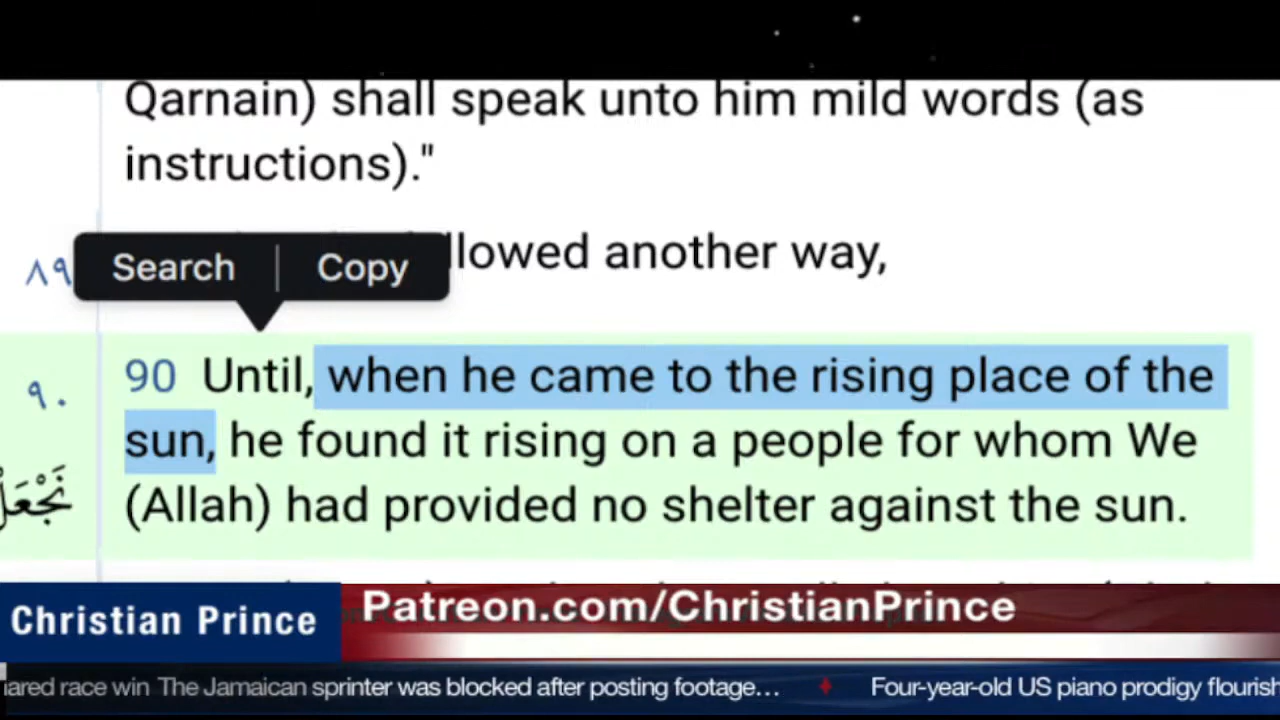 Qarnain) shall speak unto him mild words (as
instructions)."
٨٩
Search | Copy
llowed another way,
٩٠
90 Until, when he came to the rising place of the
sun, he found it rising on a people for whom We
نَجْعَل
(Allah) had provided no shelter against the sun.
Christian Prince
Patreon.com/ChristianPrince
ared race win The Jamaican sprinter was blocked after posting footage... ♦ Four-year-old US piano prodigy flourish